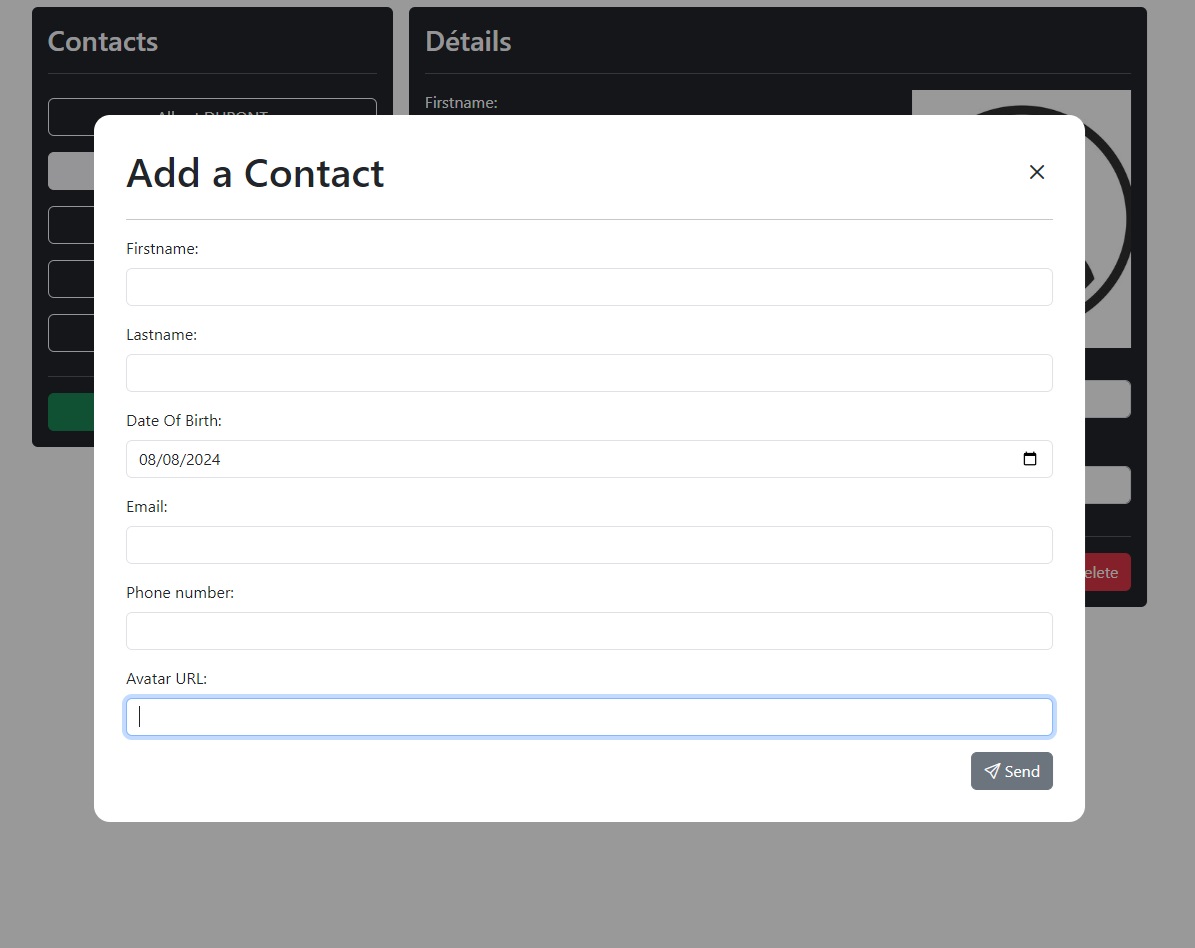 Contacts
Détails
Firstname:
DUPONT
Add a Contact
Firstname:
Lastname:
Date Of Birth:
08/08/2024
Email:
Phone number:
elete
Avatar URL:
Send